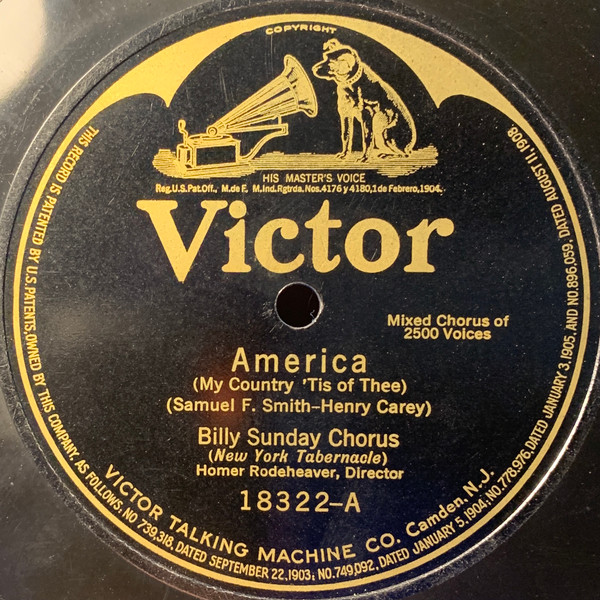 COPYRIGHT
HIS MASTER'S VOICE
Reg.U.S.Pat.Off., M.de F. M.Ind.Rgtrda.Nos.4176 y 4180,1 de Febrero,1904.
Victor
Mixed Chorus of
2500 Voices
America
(My Country 'Tis of Thee)
(Samuel F. Smith–Henry Carey)
Billy Sunday Chorus
(New York Tabernacle)
Homer Rodeheaver, Director
18322–A
VICTOR TALKING MACHINE CO. Camden, N.J.
THIS RECORD IS PATENTED BY U.S. PATENTS, OWNED BY THIS COMPANY, AS FOLLOWS: NO 739,318, DATED SEPTEMBER 22,1903; NO.749,092, DATED JANUARY 5,1904; NO.778,976,DATED JANUARY 3,1905, AND NO.896,059, DATED AUGUST 11,1908